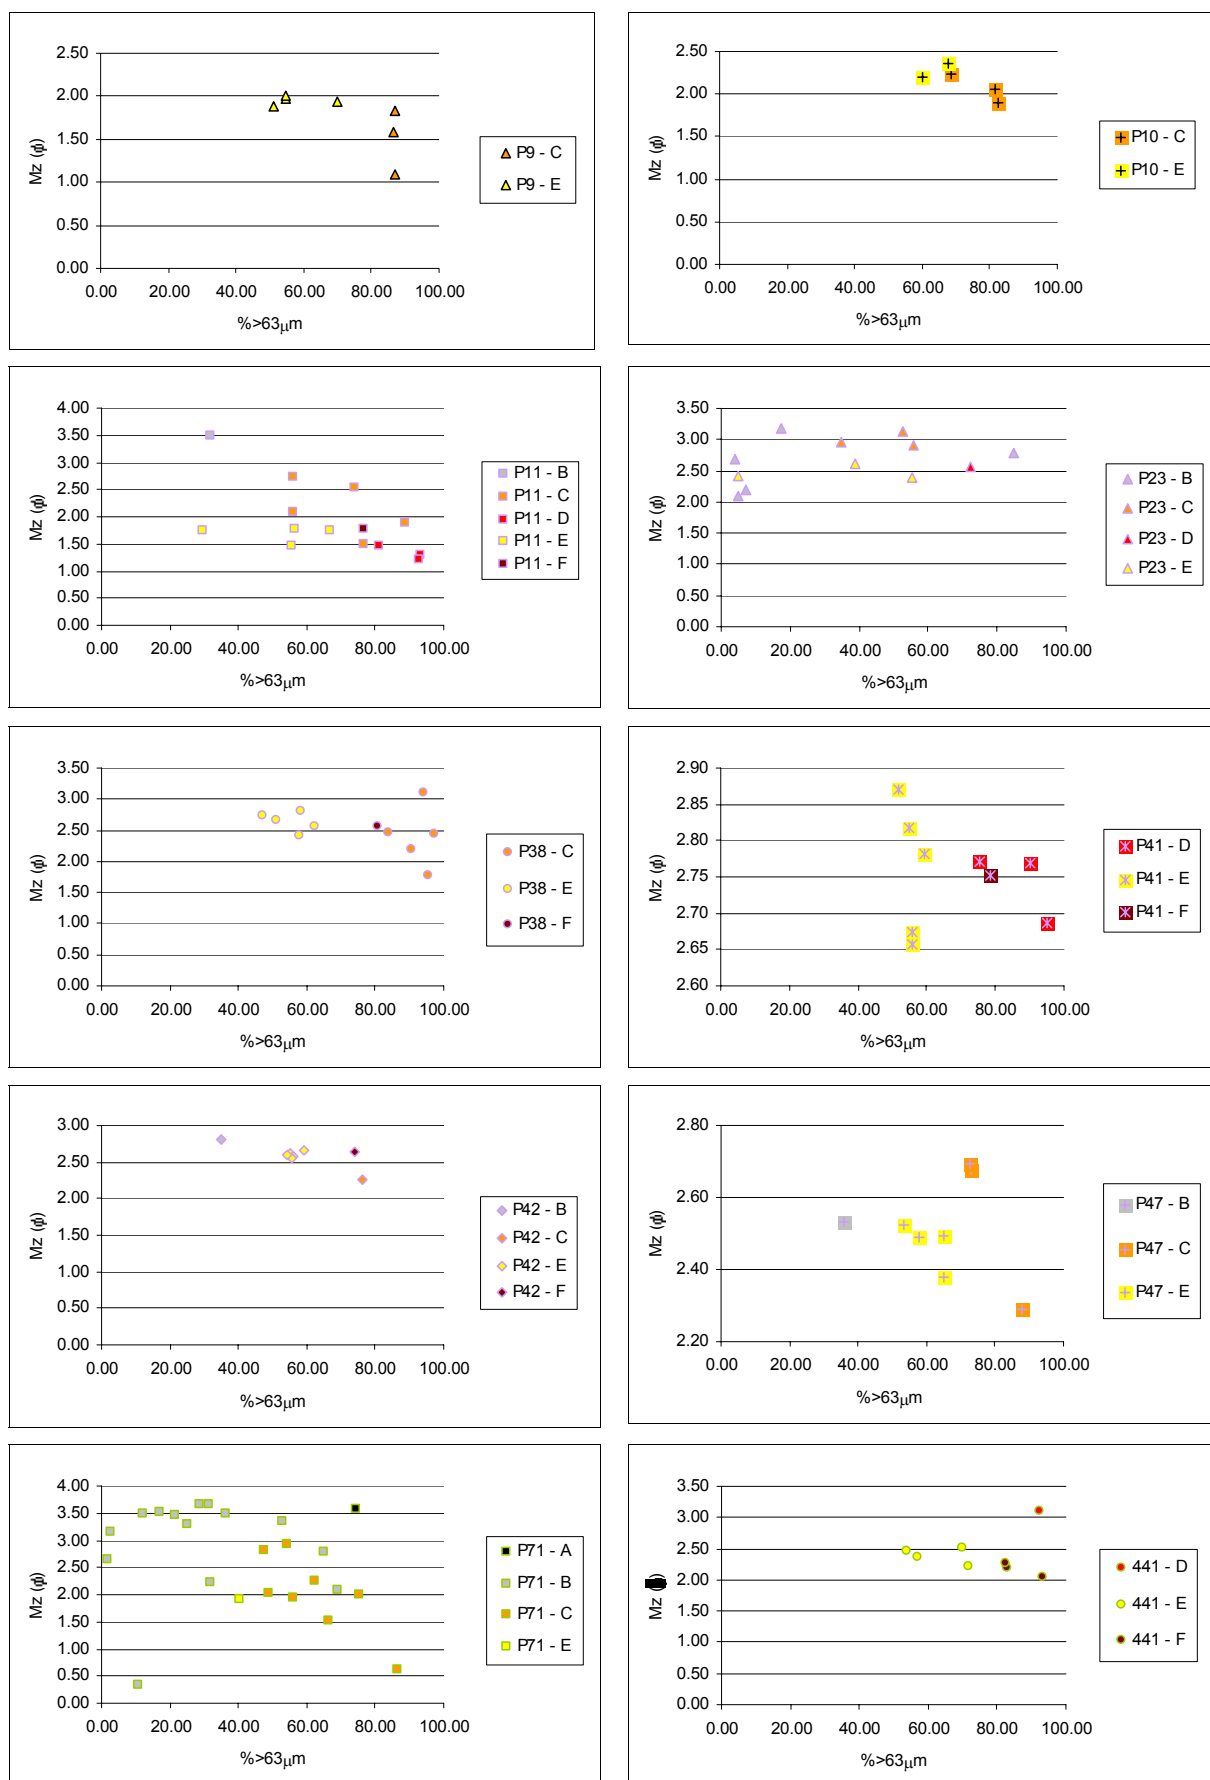 2.50
2.00
1.50
1.00
0.50
0.00
Mz (ϕ)
0.00 20.00 40.00 60.00 80.00 100.00
%>63μm
P9 - C
P9 - E
2.50
2.00
1.50
1.00
0.50
0.00
Mz (ϕ)
0.00 20.00 40.00 60.00 80.00 100.00
%>63μm
P10 - C
P10 - E
4.00
3.50
3.00
2.50
2.00
1.50
1.00
0.50
0.00
Mz (ϕ)
0.00 20.00 40.00 60.00 80.00 100.00
%>63μm
P11 - B
P11 - C
P11 - D
P11 - E
P11 - F
3.50
3.00
2.50
2.00
1.50
1.00
0.50
0.00
Mz (ϕ)
0.00 20.00 40.00 60.00 80.00 100.00
%>63μm
P23 - B
P23 - C
P23 - D
P23 - E
3.50
3.00
2.50
2.00
1.50
1.00
0.50
0.00
Mz (ϕ)
0.00 20.00 40.00 60.00 80.00 100.00
%>63μm
P38 - C
P38 - E
P38 - F
2.90
2.85
2.80
2.75
2.70
2.65
2.60
Mz (ϕ)
0.00 20.00 40.00 60.00 80.00 100.00
%>63μm
P41 - D
P41 - E
P41 - F
3.00
2.50
2.00
1.50
1.00
0.50
0.00
Mz (ϕ)
0.00 20.00 40.00 60.00 80.00 100.00
%>63μm
P42 - B
P42 - C
P42 - E
P42 - F
2.80
2.60
2.40
2.20
Mz (ϕ)
0.00 20.00 40.00 60.00 80.00 100.00
%>63μm
P47 - B
P47 - C
P47 - E
4.00
3.50
3.00
2.50
2.00
1.50
1.00
0.50
0.00
Mz (ϕ)
0.00 20.00 40.00 60.00 80.00 100.00
%>63μm
P71 - A
P71 - B
P71 - C
P71 - E
3.50
3.00
2.50
2.00
1.50
1.00
0.50
0.00
Mz
0.00 20.00 40.00 60.00 80.00 100.00
%>63μm
441 - D
441 - E
441 - F